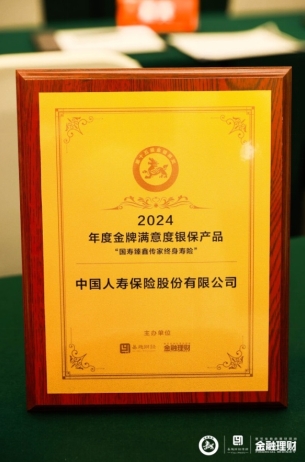 2024
年度金牌满意度银保产品
“国寿臻鑫传家终身寿险”
中国人寿保险股份有限公司
主办单位
金融理财
金融理财